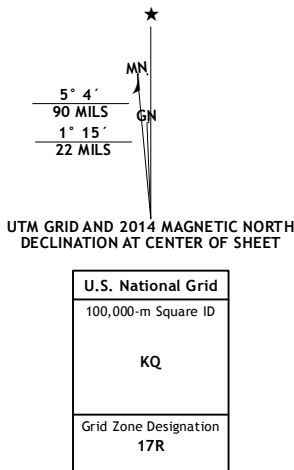 ★
MN.
GN
5° 4´
90 MILS
1° 15´
22 MILS
UTM GRID AND 2014 MAGNETIC NORTH
DECLINATION AT CENTER OF SHEET
U.S. National Grid
100,000-m Square ID
KQ
Grid Zone Designation
17R